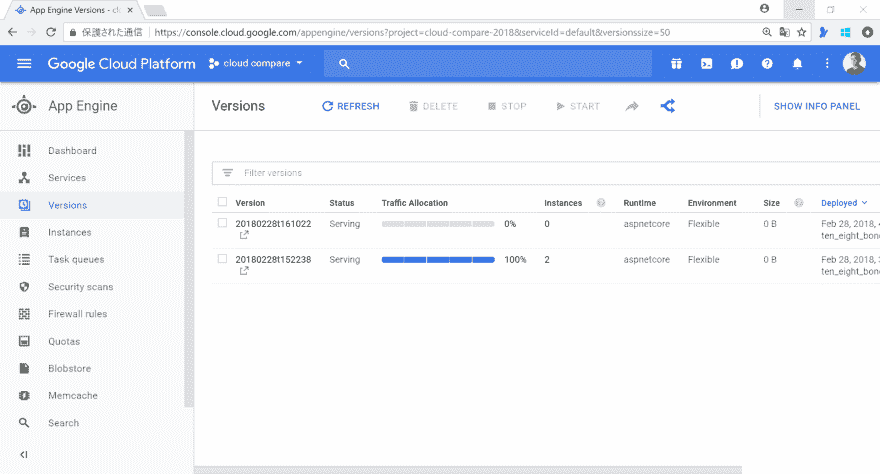 App Engine Versions - clo
保護された通信
https://console.cloud.google.com/appengine/versions?project=cloud-compare-2018&serviceId=default&versionssize=50
Google Cloud Platform
cloud compare
App Engine
Versions
REFRESH
DELETE
STOP
START
SHOW INFO PANEL
Dashboard
Services
Versions
Instances
Task queues
Security scans
Firewall rules
Quotas
Blobstore
Memcache
Search
Filter versions
Version Status Traffic Allocation Instances Runtime Environment Size Deployed
20180228t161022 Serving 0% 0 aspnetcore Flexible 0 B Feb 28, 2018, 4
ten_eight_bon
20180228t152238 Serving 100% 2 aspnetcore Flexible 0 B Feb 28, 2018, 3
ten_eight_bon